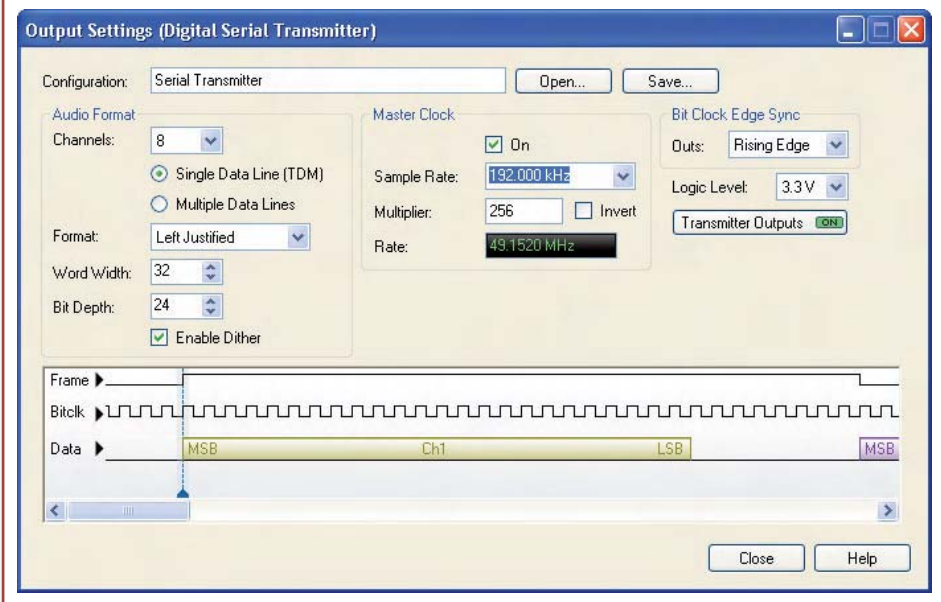 Output Settings (Digital Serial Transmitter)
Configuration: Serial Transmitter Open... Save...
Audio Format
Channels: 8
Single Data Line (TDM)
Multiple Data Lines
Format: Left Justified
Word Width: 32
Bit Depth: 24
Enable Dither
Master Clock
On
Sample Rate: 192.000 kHz
Multiplier: 256 Invert
Rate: 49.1520 MHz
Bit Clock Edge Sync
Outs: Rising Edge
Logic Level: 3.3 V
Transmitter Outputs ON
Frame
Bitclk
Data MSB Ch1 LSB MSB
Close Help